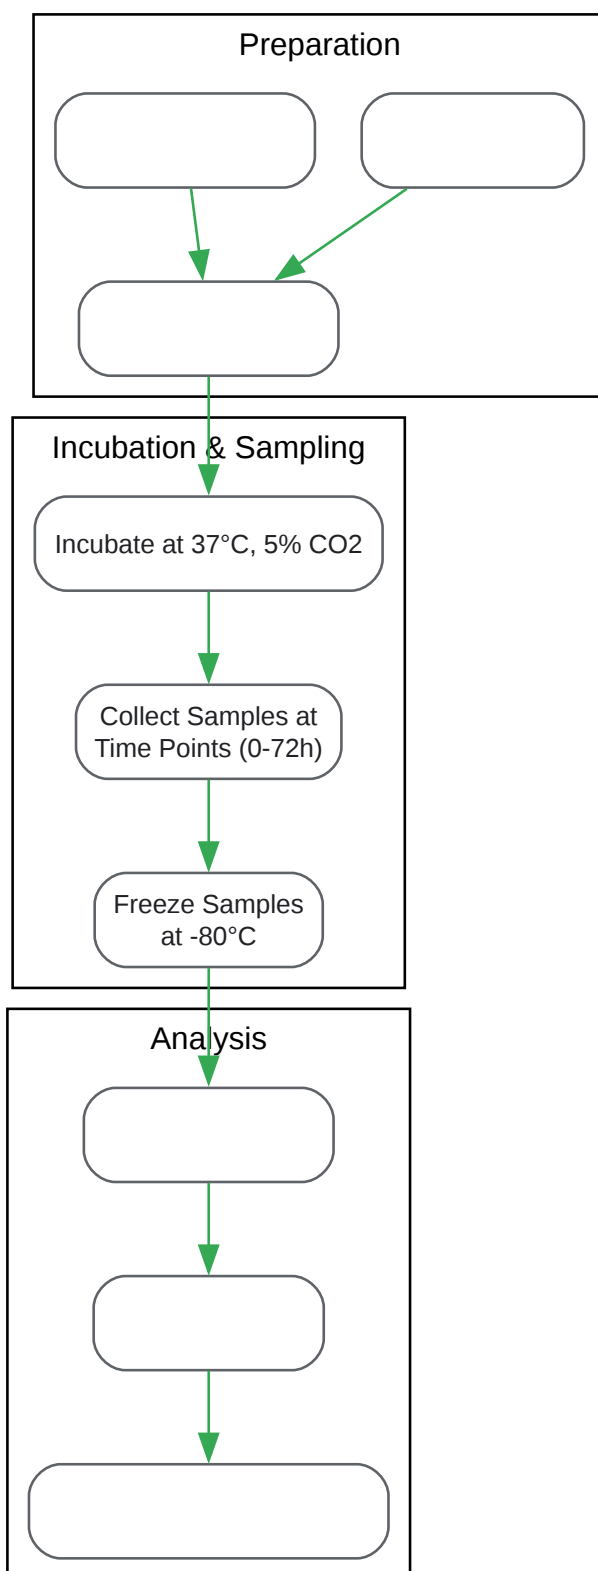 Preparation
Incubation & Sampling
Incubate at 37°C, 5% CO2
Collect Samples at
Time Points (0-72h)
Freeze Samples
at -80°C
Analysis